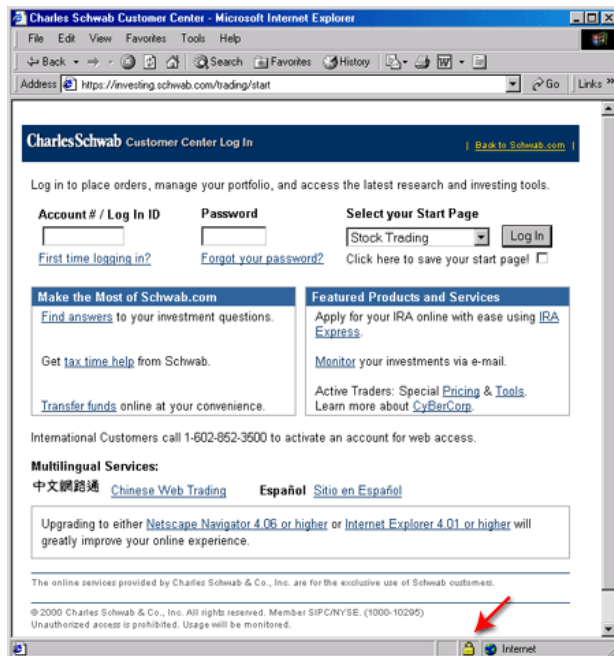 Charles Schwab Customer Center - Microsoft Internet Explorer
File Edit View Favorites Tools Help
Back Search Favorites History
Address https://investing.schwab.com/trading/start Go Links »
CharlesSchwab Customer Center Log In | Back to Schwab.com |
Log in to place orders, manage your portfolio, and access the latest research and investing tools.
Account # / Log In ID Password Select your Start Page
Stock Trading Log In
First time logging in? Forgot your password? Click here to save your start page!
Make the Most of Schwab.com
Find answers to your investment questions.
Get tax time help from Schwab.
Transfer funds online at your convenience.
Featured Products and Services
Apply for your IRA online with ease using IRA
Express.
Monitor your investments via e-mail.
Active Traders: Special Pricing & Tools.
Learn more about CyBerCorp.
International Customers call 1-602-852-3500 to activate an account for web access.
Multilingual Services:
中文網路通 Chinese Web Trading Español Sitio en Español
Upgrading to either Netscape Navigator 4.06 or higher or Internet Explorer 4.01 or higher will
greatly improve your online experience.
The online services provided by Charles Schwab & Co., Inc. are for the exclusive use of Schwab customers.
© 2000 Charles Schwab & Co., Inc. All rights reserved. Member SIPC/NYSE. (1000-10295)
Unauthorized access is prohibited. Usage will be monitored.
Internet